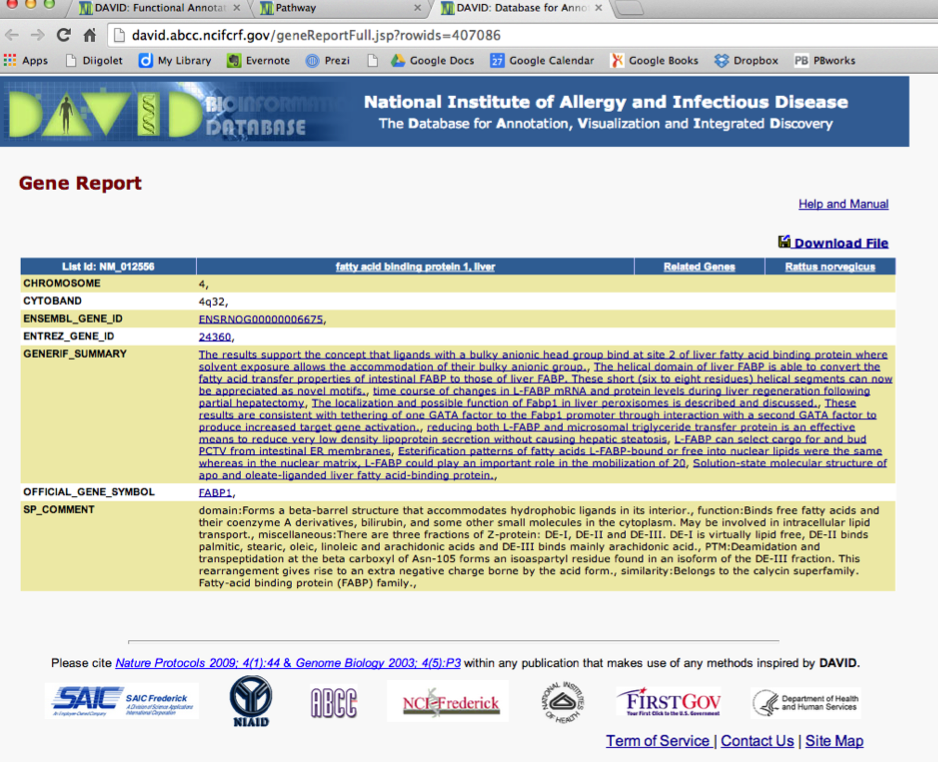 DAVID: Functional Annotat
Pathway
DAVID: Database for Anno
david.abcc.ncifcrf.gov/geneReportFull.jsp?rowids=407086
Apps Diigolet My Library Evernote Prezi Google Docs 27 Google Calendar Google Books Dropbox PB PBworks
DAVID BIOINFORMATICS DATABASE
National Institute of Allergy and Infectious Disease
The Database for Annotation, Visualization and Integrated Discovery
Gene Report
Help and Manual
Download File
List Id: NM_012556 fatty acid binding protein 1, liver Related Genes Rattus norvegicus
CHROMOSOME 4,
CYTOBAND 4q32,
ENSEMBL_GENE_ID ENSRNOG00000006675,
ENTREZ_GENE_ID 24360,
GENERIF_SUMMARY The results support the concept that ligands with a bulky anionic head group bind at site 2 of liver fatty acid binding protein where
solvent exposure allows the accommodation of their bulky anionic group., The helical domain of liver FABP is able to convert the
fatty acid transfer properties of intestinal FABP to those of liver FABP. These short (six to eight residues) helical segments can now
be appreciated as novel motifs., time course of changes in L-FABP mRNA and protein levels during liver regeneration following
partial hepatectomy, The localization and possible function of Fabp1 in liver peroxisomes is described and discussed., These
results are consistent with tethering of one GATA factor to the Fabp1 promoter through interaction with a second GATA factor to
produce increased target gene activation., reducing both L-FABP and microsomal triglyceride transfer protein is an effective
means to reduce very low density lipoprotein secretion without causing hepatic steatosis, L-FABP can select cargo for and bud
PCTV from intestinal ER membranes, Esterification patterns of fatty acids L-FABP-bound or free into nuclear lipids were the same
whereas in the nuclear matrix, L-FABP could play an important role in the mobilization of 20, Solution-state molecular structure of
apo and oleate-liganded liver fatty acid-binding protein.,
OFFICIAL_GENE_SYMBOL FABP1,
SP_COMMENT domain:Forms a beta-barrel structure that accommodates hydrophobic ligands in its interior., function:Binds free fatty acids and
their coenzyme A derivatives, bilirubin, and some other small molecules in the cytoplasm. May be involved in intracellular lipid
transport., miscellaneous:There are three fractions of Z-protein: DE-I, DE-II and DE-III. DE-I is virtually lipid free, DE-II binds
palmitic, stearic, oleic, linoleic and arachidonic acids and DE-III binds mainly arachidonic acid., PTM:Deamidation and
transpeptidation at the beta carboxyl of Asn-105 forms an isoaspartyl residue found in an isoform of the DE-III fraction. This
rearrangement gives rise to an extra negative charge borne by the acid form., similarity:Belongs to the calycin superfamily.
Fatty-acid binding protein (FABP) family.,
Please cite Nature Protocols 2009; 4(1):44 & Genome Biology 2003; 4(5):P3 within any publication that makes use of any methods inspired by DAVID.
SAIC An Employee-Owned Company SAIC Frederick A Division of Science Applications International Corporation
NIAID
ABCC
NCI Frederick
NATIONAL INSTITUTES OF HEALTH
FIRSTGOV Your First Click to the U.S. Government
Department of Health and Human Services
Term of Service | Contact Us | Site Map